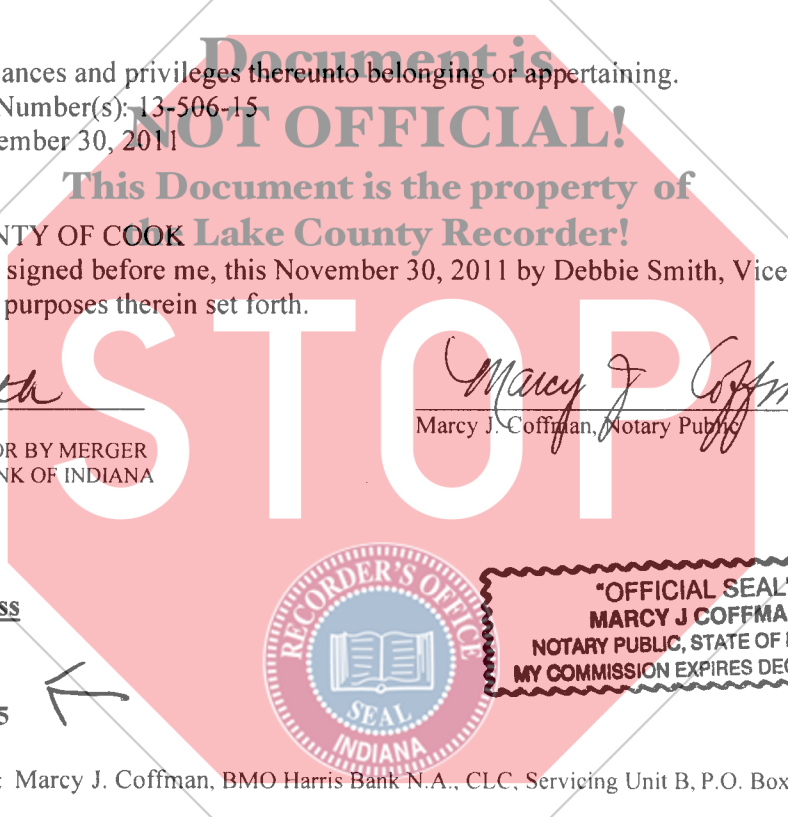 Document is
ances and privileges thereunto belonging or appertaining.
Number(s): 13-506-15
NOT OFFICIAL!
ember 30, 2011
This Document is the property of
the Lake County Recorder!
NTY OF COOK
signed before me, this November 30, 2011 by Debbie Smith, Vice
purposes therein set forth.
STOP
Marcy J Coffm
Marcy J. Coffman, Notary Public
OR BY MERGER
NK OF INDIANA
RECORDER'S OFFICE
SEAL
INDIANA
"OFFICIAL SEAL"
MARCY J COFFMA
NOTARY PUBLIC, STATE OF
MY COMMISSION EXPIRES DEC
ss
5
: Marcy J. Coffman, BMO Harris Bank N.A., CLC, Servicing Unit B, P.O. Box